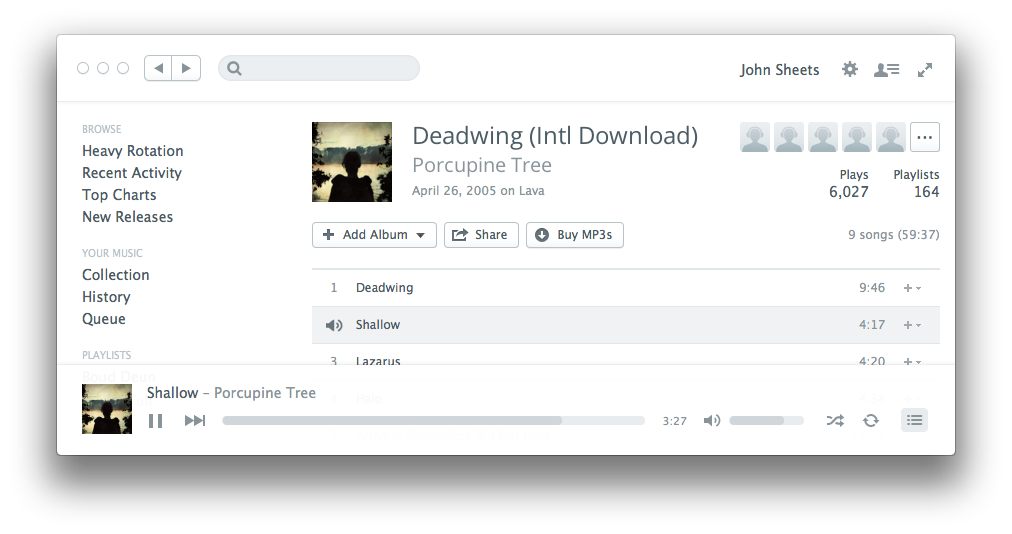 John Sheets
BROWSE
Heavy Rotation
Recent Activity
Top Charts
New Releases
YOUR MUSIC
Collection
History
Queue
PLAYLISTS
Deadwing (Intl Download)
Porcupine Tree
April 26, 2005 on Lava
Plays Playlists
6,027 164
Add Album Share Buy MP3s 9 songs (59:37)
1 Deadwing 9:46
Shallow 4:17
3 Lazarus 4:20
Shallow – Porcupine Tree
3:27